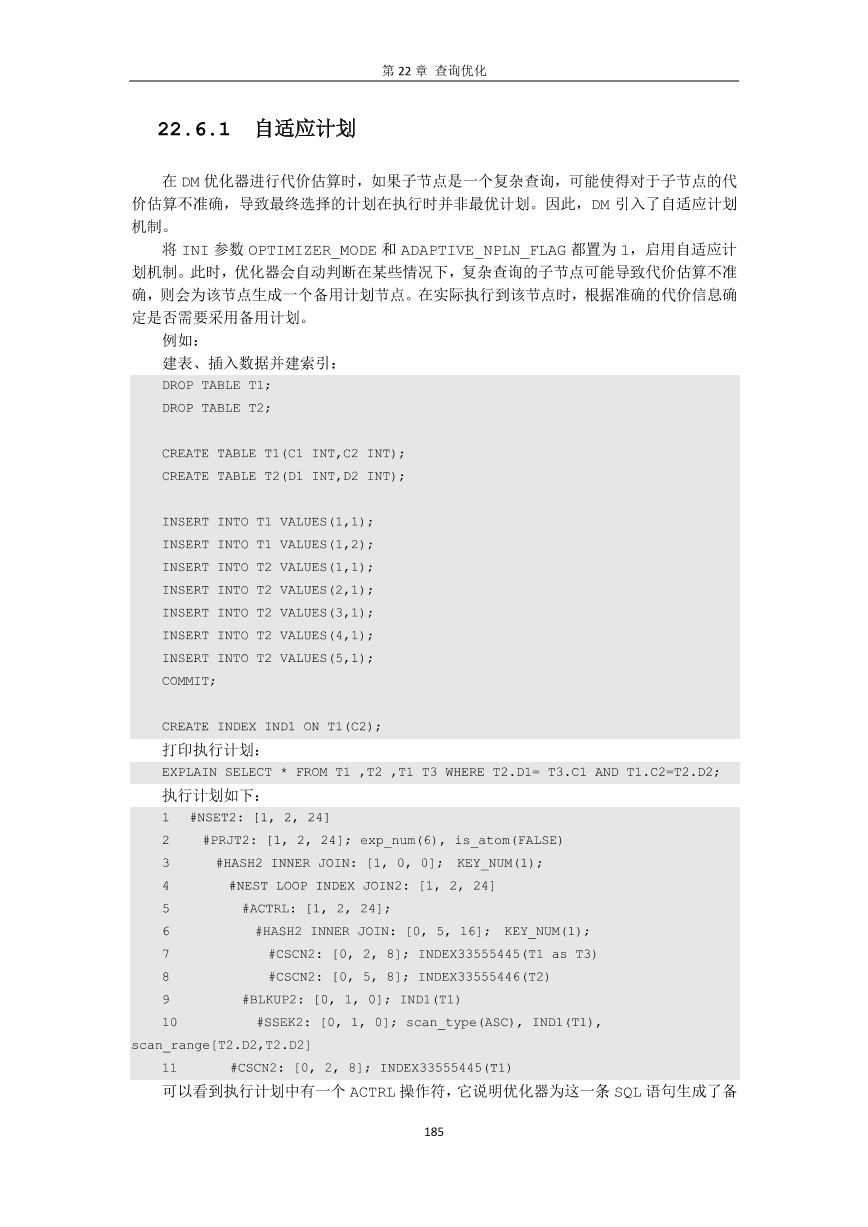 第 22 章 查询优化
22.6.1 自适应计划
在 DM 优化器进行代价估算时，如果子节点是一个复杂查询，可能使得对于子节点的代
价估算不准确，导致最终选择的计划在执行时并非最优计划。因此，DM 引入了自适应计划
机制。
将 INI 参数 OPTIMIZER_MODE 和 ADAPTIVE_NPLN_FLAG 都置为 1，启用自适应计
划机制。此时，优化器会自动判断在某些情况下，复杂查询的子节点可能导致代价估算不准
确，则会为该节点生成一个备用计划节点。在实际执行到该节点时，根据准确的代价信息确
定是否需要采用备用计划。
例如：
建表、插入数据并建索引：
DROP TABLE T1;
DROP TABLE T2;
CREATE TABLE T1(C1 INT,C2 INT);
CREATE TABLE T2(D1 INT,D2 INT);
INSERT INTO T1 VALUES(1,1);
INSERT INTO T1 VALUES(1,2);
INSERT INTO T2 VALUES(1,1);
INSERT INTO T2 VALUES(2,1);
INSERT INTO T2 VALUES(3,1);
INSERT INTO T2 VALUES(4,1);
INSERT INTO T2 VALUES(5,1);
COMMIT;
CREATE INDEX IND1 ON T1(C2);
打印执行计划：
EXPLAIN SELECT * FROM T1 ,T2 ,T1 T3 WHERE T2.D1= T3.C1 AND T1.C2=T2.D2;
执行计划如下：
1 #NSET2: [1, 2, 24]
2 #PRJT2: [1, 2, 24]; exp_num(6), is_atom(FALSE)
3 #HASH2 INNER JOIN: [1, 0, 0]; KEY_NUM(1);
4 #NEST LOOP INDEX JOIN2: [1, 2, 24]
5 #ACTRL: [1, 2, 24];
6 #HASH2 INNER JOIN: [0, 5, 16]; KEY_NUM(1);
7 #CSCN2: [0, 2, 8]; INDEX33555445(T1 as T3)
8 #CSCN2: [0, 5, 8]; INDEX33555446(T2)
9 #BLKUP2: [0, 1, 0]; IND1(T1)
10 #SSEK2: [0, 1, 0]; scan_type(ASC), IND1(T1),
scan_range[T2.D2,T2.D2]
11 #CSCN2: [0, 2, 8]; INDEX33555445(T1)
可以看到执行计划中有一个 ACTRL 操作符，它说明优化器为这一条 SQL 语句生成了备
185